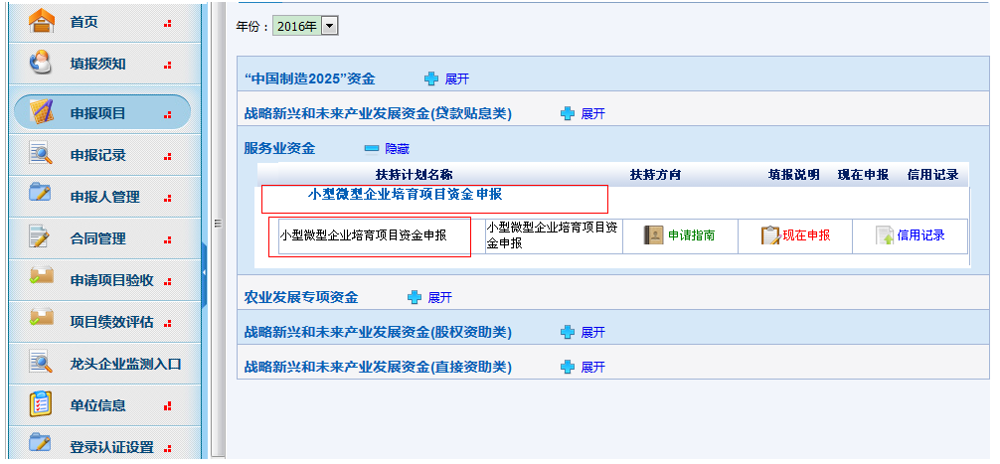 首页
填报须知
申报项目
申报记录
申报人管理
合同管理
申请项目验收
项目绩效评估
龙头企业监测入口
单位信息
登录认证设置
年份：2016年
“中国制造2025”资金 展开
战略新兴和未来产业发展资金(贷款贴息类) 展开
服务业资金 隐藏
扶持计划名称 扶持方向 填报说明 现在申报 信用记录
小型微型企业培育项目资金申报
小型微型企业培育项目资金申报 小型微型企业培育项目资 申请指南 现在申报 信用记录
金申报
农业发展专项资金 展开
战略新兴和未来产业发展资金(股权资助类) 展开
战略新兴和未来产业发展资金(直接资助类) 展开